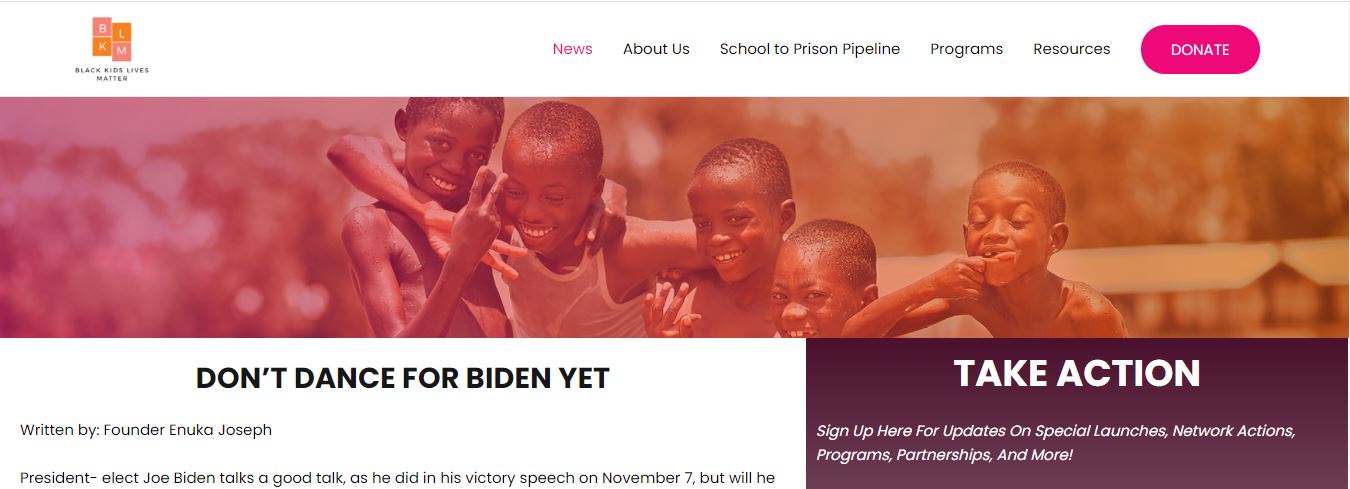 B L
K M
BLACK KIDS LIVES
MATTER
News About Us School to Prison Pipeline Programs Resources DONATE
DON’T DANCE FOR BIDEN YET
Written by: Founder Enuka Joseph
President- elect Joe Biden talks a good talk, as he did in his victory speech on November 7, but will he
TAKE ACTION
Sign Up Here For Updates On Special Launches, Network Actions,
Programs, Partnerships, And More!